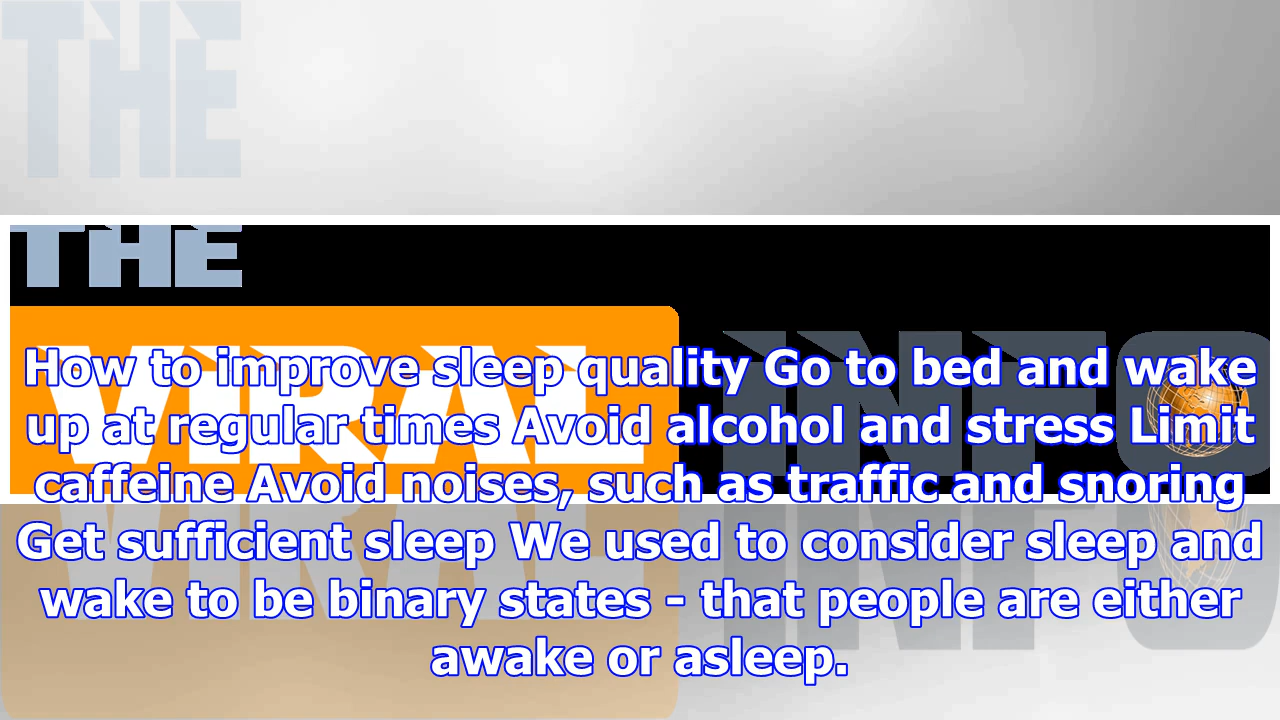 THE
THE
VIRAL INFO
How to improve sleep quality Go to bed and wake
up at regular times Avoid alcohol and stress Limit
caffeine Avoid noises, such as traffic and snoring
Get sufficient sleep We used to consider sleep and
wake to be binary states - that people are either
awake or asleep.